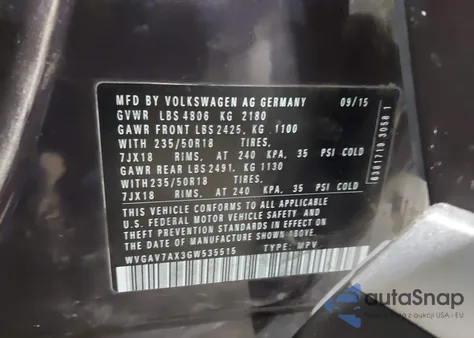 MFD BY VOLKSWAGEN AG GERMANY 09/15
GVWR LBS 4806 KG 2180
GAWR FRONT LBS 2425, KG 1100
WITH 235/50R18 TIRES,
7JX18 RIMS, AT 240 KPA, 35 PSI COLD
GAWR REAR LBS 2491, KG 1130
WITH 235/50R18 TIRES,
7JX18 RIMS, AT 240 KPA, 35 PSI COLD
THIS VEHICLE CONFORMS TO ALL APPLICABLE
U.S. FEDERAL MOTOR VEHICLE SAFETY STANDARDS
IN EFFECT ON THE DATE OF MANUFACTURE SHOWN ABOVE.
WVGAV7AX3GW535515 TYPE: MPV
autoSnap